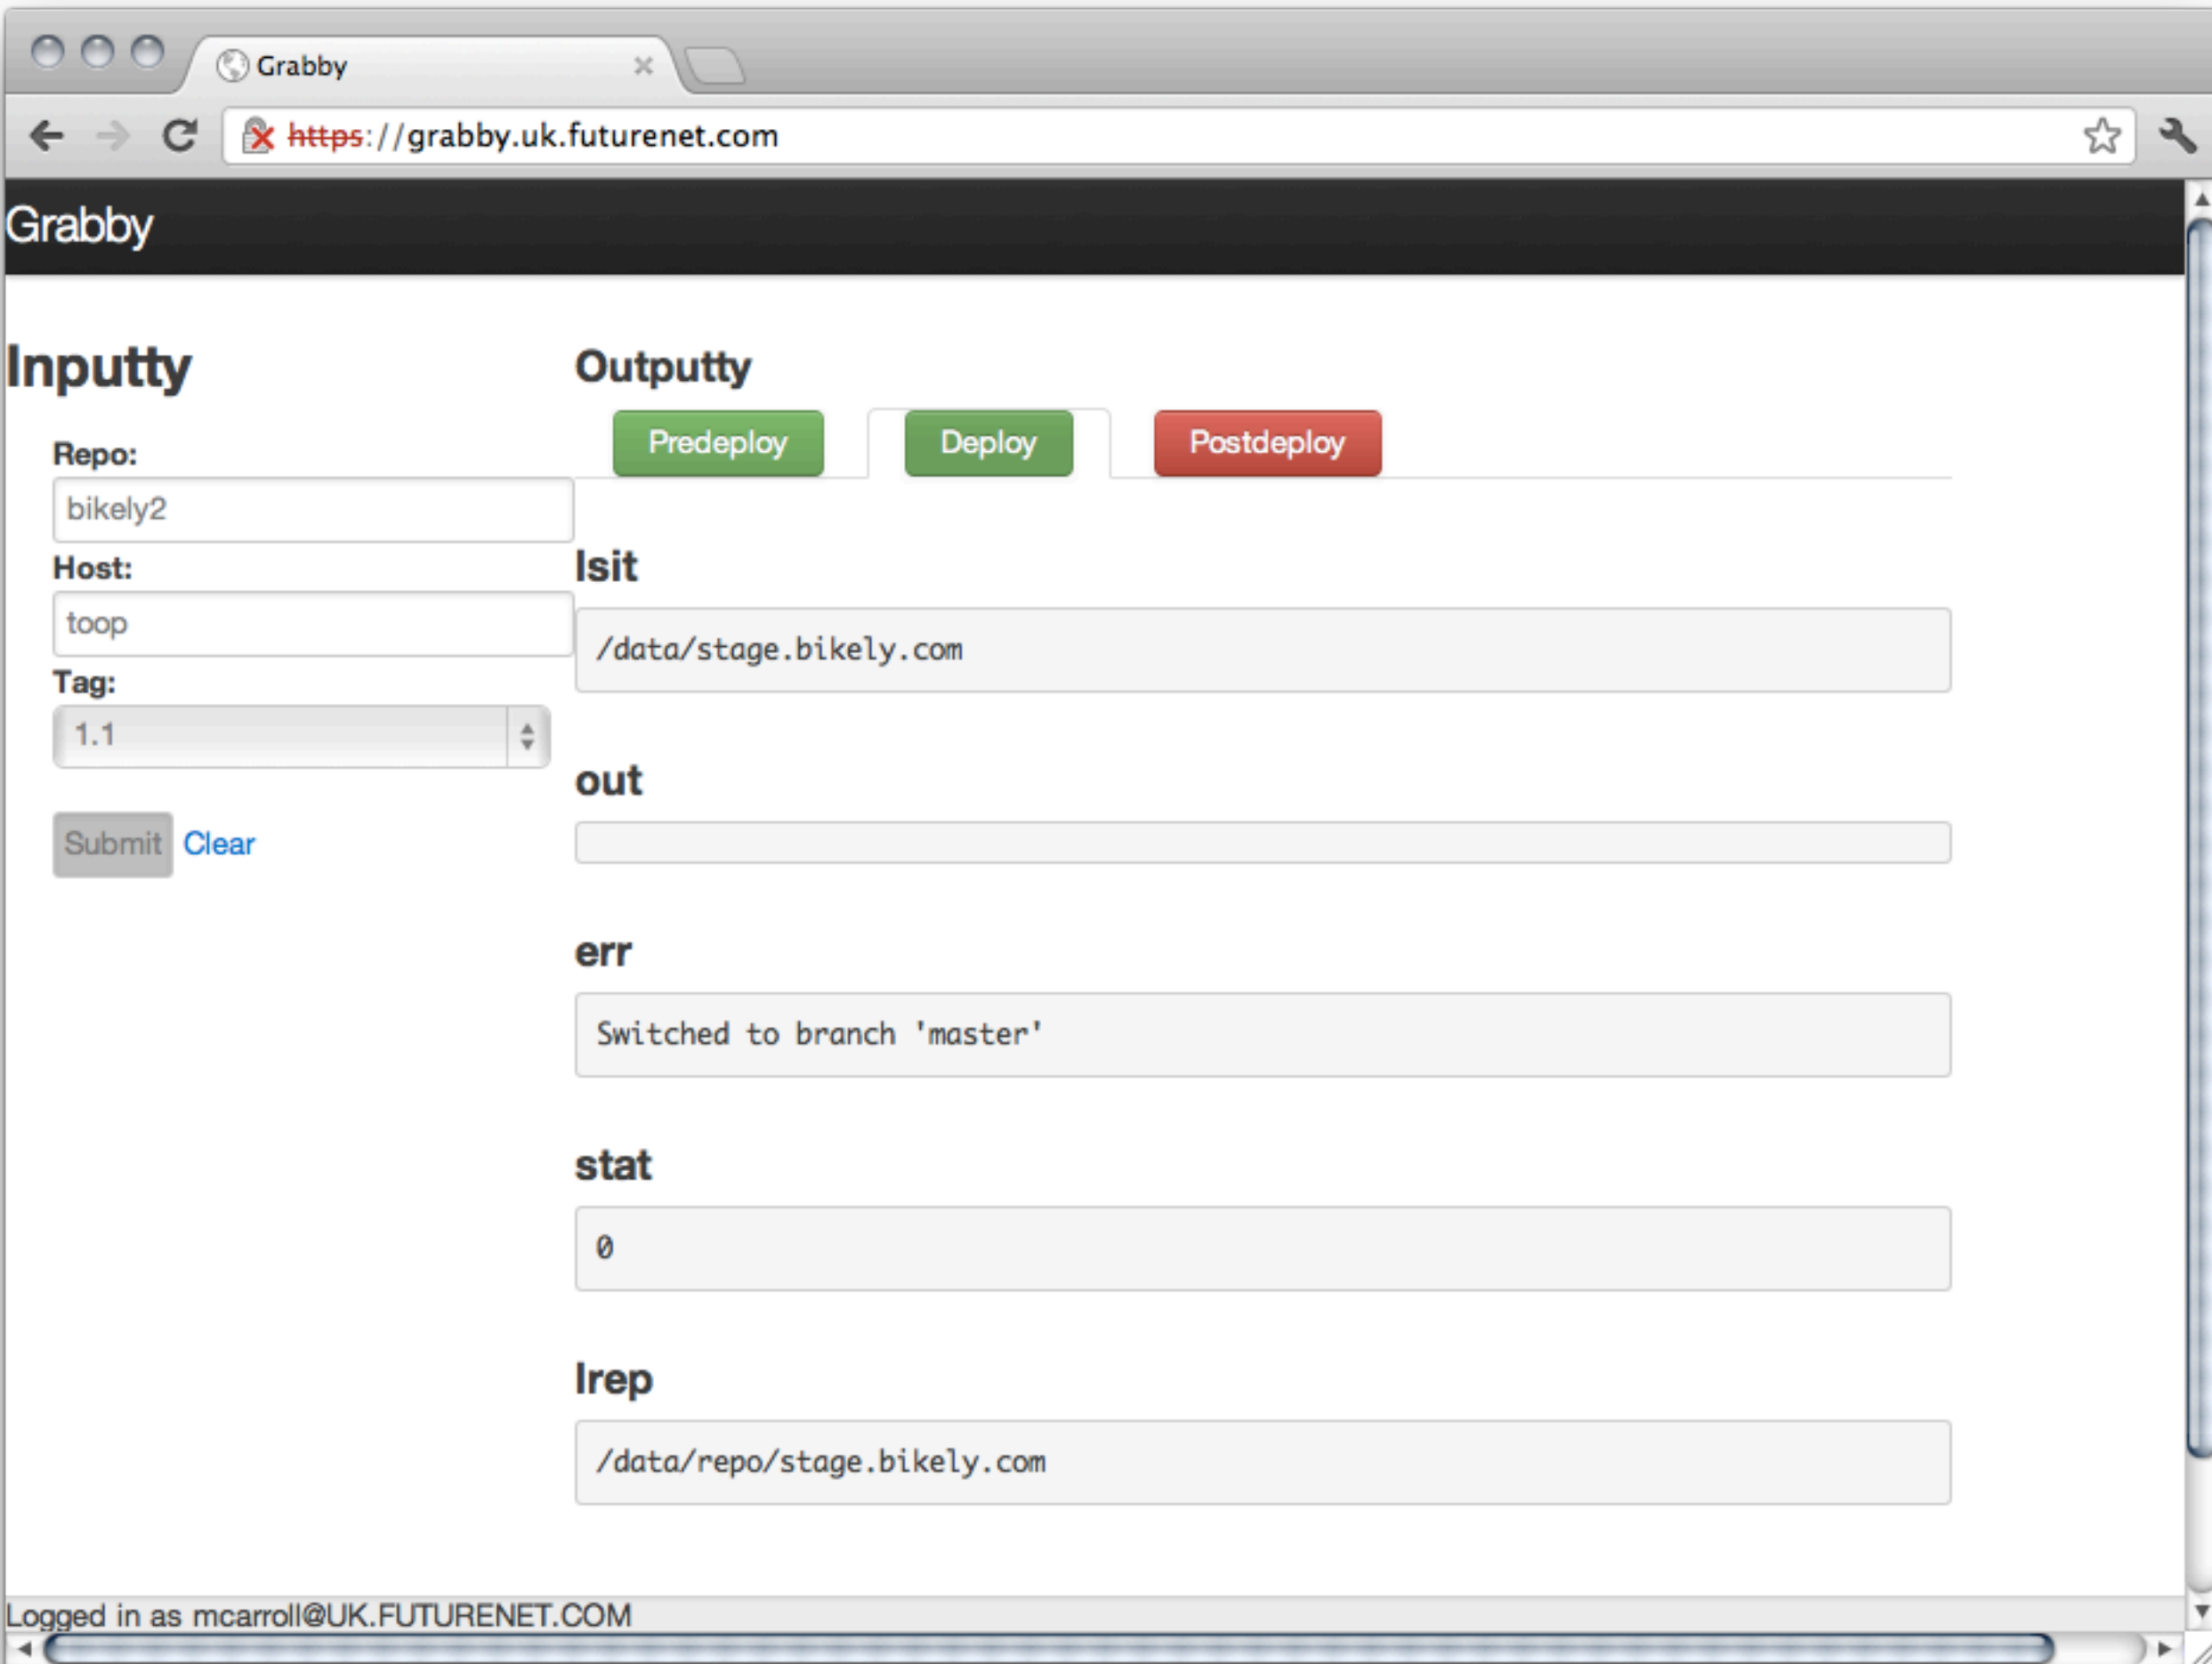 Grabby
https://grabby.uk.futurenet.com
Grabby
Inputty
Repo:
bikely2
Host:
toop
Tag:
1.1
Submit Clear
Outputty
Predeploy Deploy Postdeploy
lsit
/data/stage.bikely.com
out
err
Switched to branch 'master'
stat
0
lrep
/data/repo/stage.bikely.com
Logged in as mcarroll@UK.FUTURENET.COM